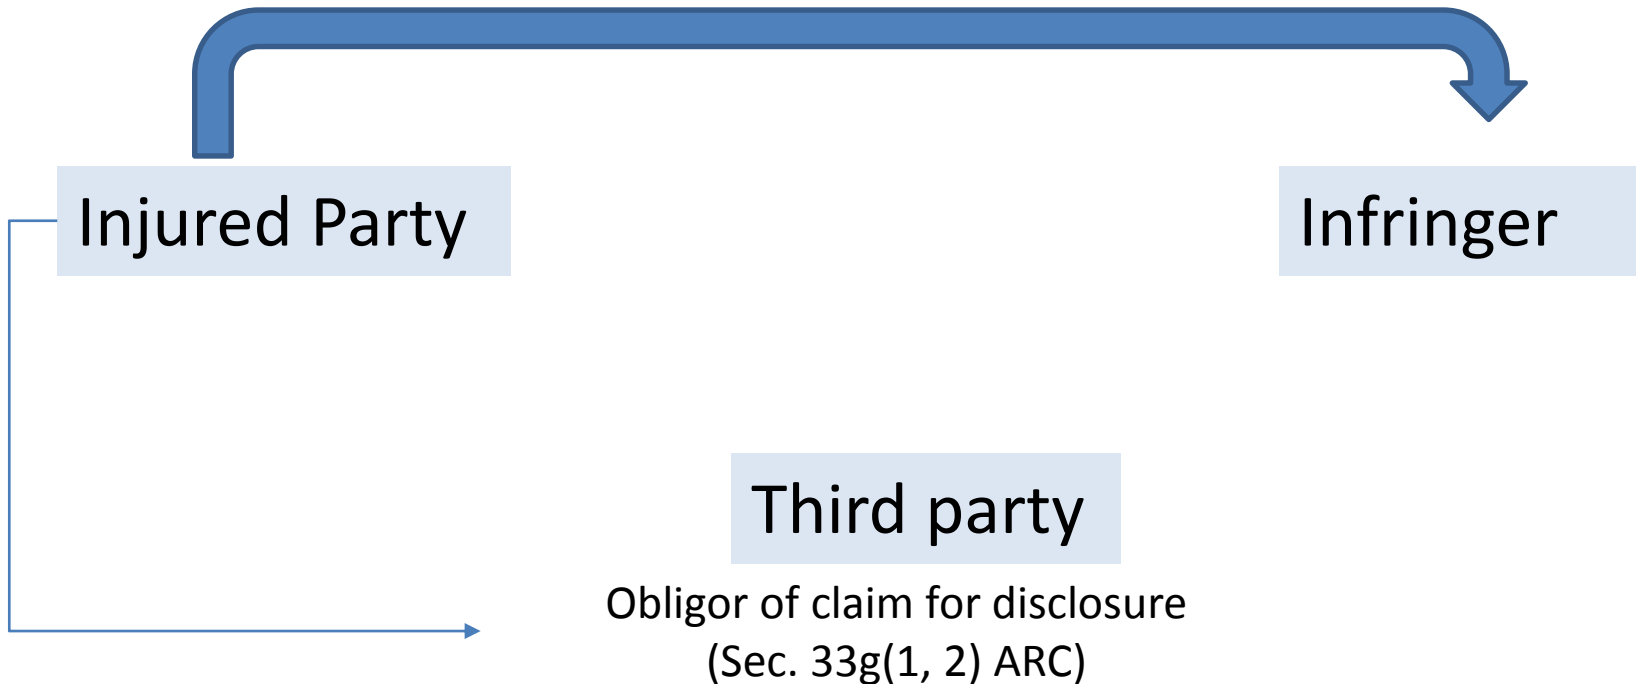 Injured Party
Infringer
Third party
Obligor of claim for disclosure
(Sec. 33g(1, 2) ARC)